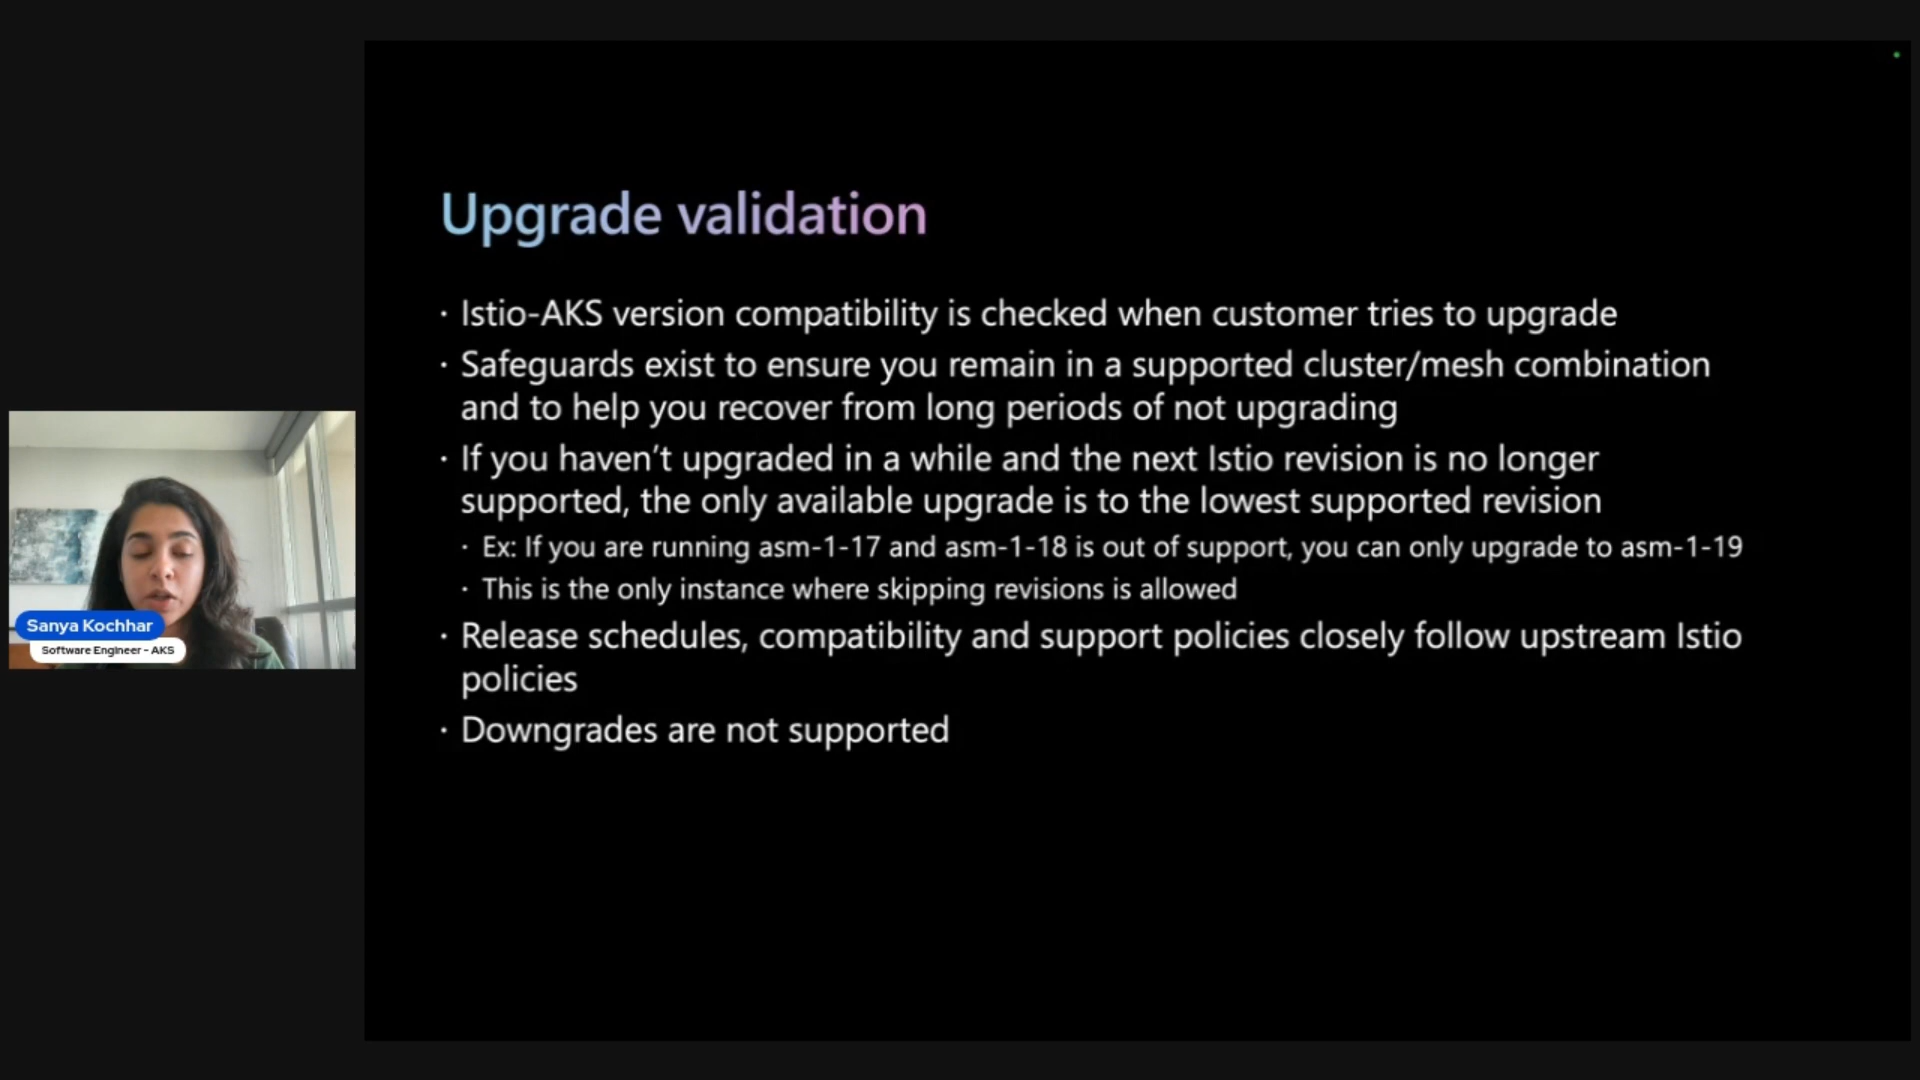 Upgrade validation
· Istio-AKS version compatibility is checked when customer tries to upgrade
· Safeguards exist to ensure you remain in a supported cluster/mesh combination
and to help you recover from long periods of not upgrading
· If you haven’t upgraded in a while and the next Istio revision is no longer
supported, the only available upgrade is to the lowest supported revision
· Ex: If you are running asm-1-17 and asm-1-18 is out of support, you can only upgrade to asm-1-19
· This is the only instance where skipping revisions is allowed
· Release schedules, compatibility and support policies closely follow upstream Istio
policies
· Downgrades are not supported
Sanya Kochhar
Software Engineer - AKS